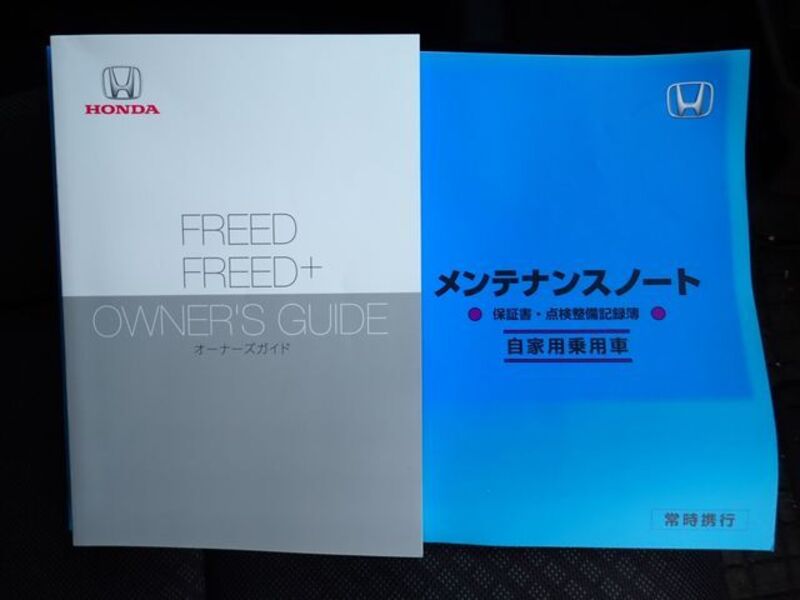 HONDA
FREED
FREED+
OWNER'S GUIDE
オーナーズガイド
メンテナンスノート
● 保証書・点検整備記録簿 ●
自家用乗用車
常時携行